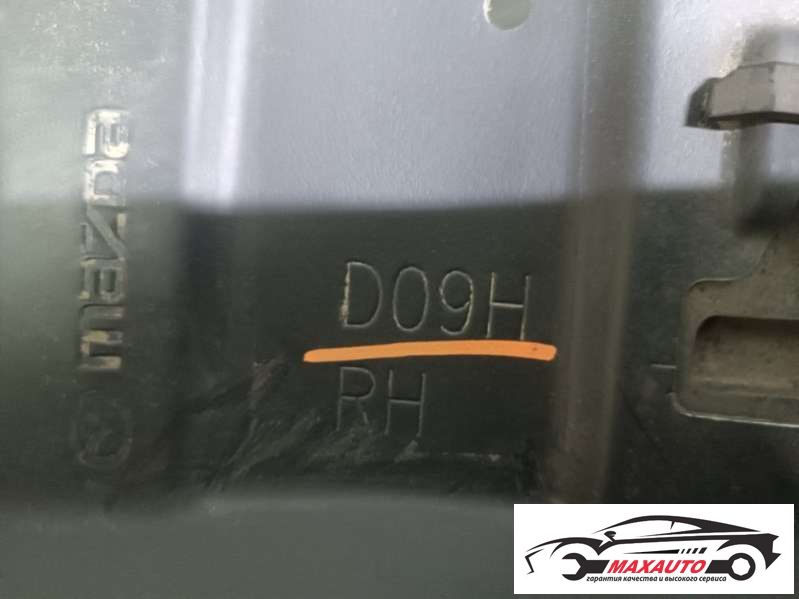 mazda
D09H
RH
MAXAUTO
гарантия качества и высокого сервиса